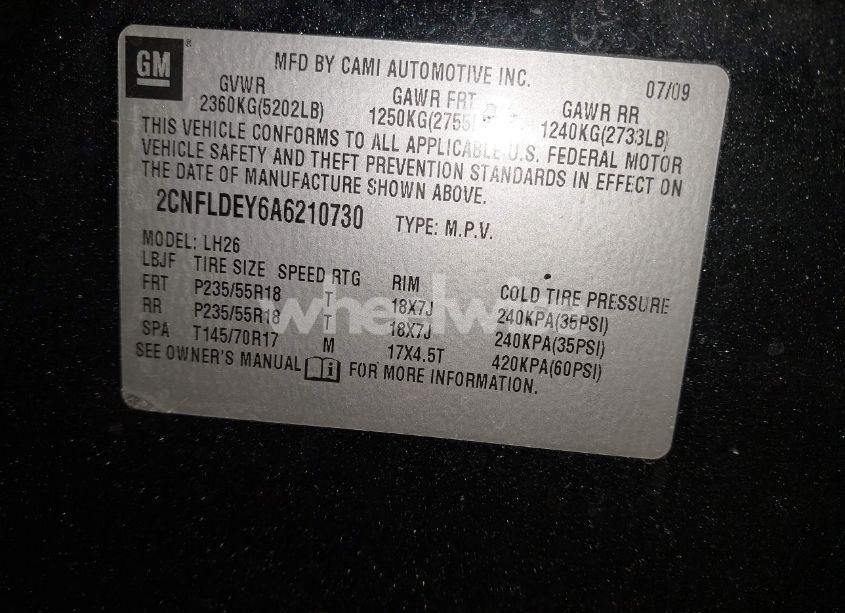 GM
MFD BY CAMI AUTOMOTIVE INC. 07/09
GVWR GAWR FRT GAWR RR
2360KG(5202LB) 1250KG(2755 1240KG(2733LB)
THIS VEHICLE CONFORMS TO ALL APPLICABLE U.S. FEDERAL MOTOR
VEHICLE SAFETY AND THEFT PREVENTION STANDARDS IN EFFECT ON
THE DATE OF MANUFACTURE SHOWN ABOVE.
2CNFLDEY6A6210730 TYPE: M.P.V.
MODEL: LH26
LBJF TIRE SIZE SPEED RTG RIM COLD TIRE PRESSURE
FRT P235/55R18 T 18X7J 240KPA(35PSI)
RR P235/55R18 T 18X7J 240KPA(35PSI)
SPA T145/70R17 M 17X4.5T 420KPA(60PSI)
SEE OWNER'S MANUAL i FOR MORE INFORMATION.